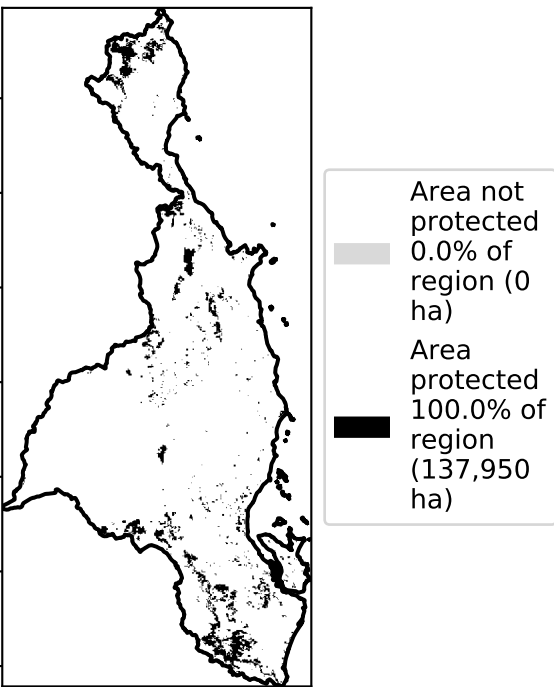 Area not
protected
0.0% of
region (0
ha)
Area
protected
100.0% of
region
(137,950
ha)